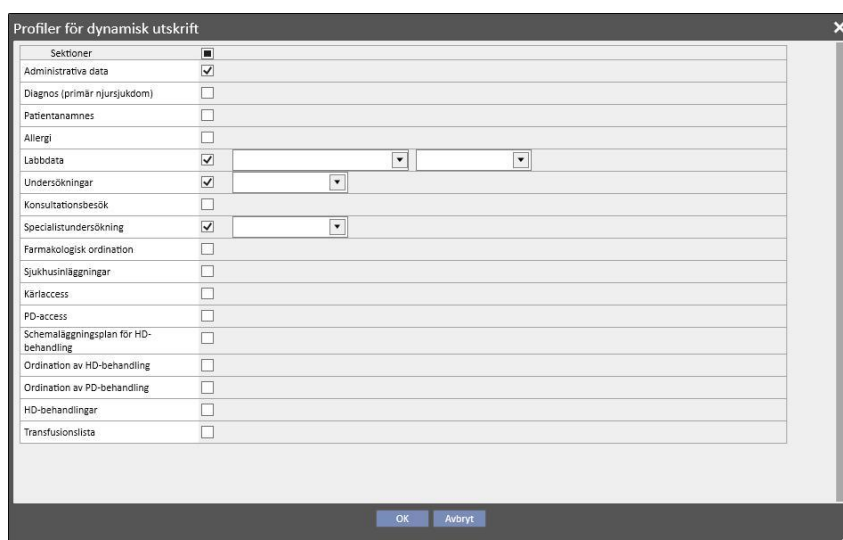 Profiler för dynamisk utskrift
Sektioner
Administrativa data
Diagnos (primär njursjukdom)
Patientanamnes
Allergi
Labbdata
Undersökningar
Konsultationsbesök
Specialistundersökning
Farmakologisk ordination
Sjukhusinläggningar
Kärlaccess
PD-access
Schemaläggningsplan för HD-
behandling
Ordination av HD-behandling
Ordination av PD-behandling
HD-behandlingar
Transfusionslista
OK Avbryt